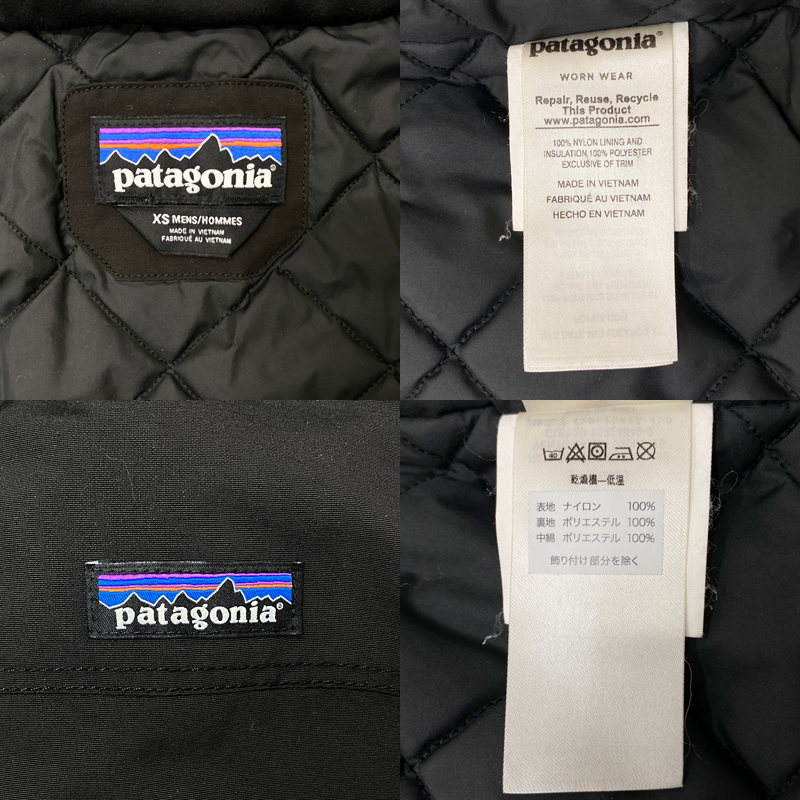 patagonia®
XS MENS/HOMMES
MADE IN VIETNAM
FABRIQUÉ AU VIETNAM
patagonia®
WORN WEAR
Repair, Reuse, Recycle
This Product
www.patagonia.com
100% NYLON LINING AND
INSULATION 100% POLYESTER
EXCLUSIVE OF TRIM
MADE IN VIETNAM
FABRIQUÉ AU VIETNAM
HECHO EN VIETNAM
patagonia®
40
乾燥機—低温
表地 ナイロン 100%
裏地 ポリエステル 100%
中綿 ポリエステル 100%
飾り付け部分を除く